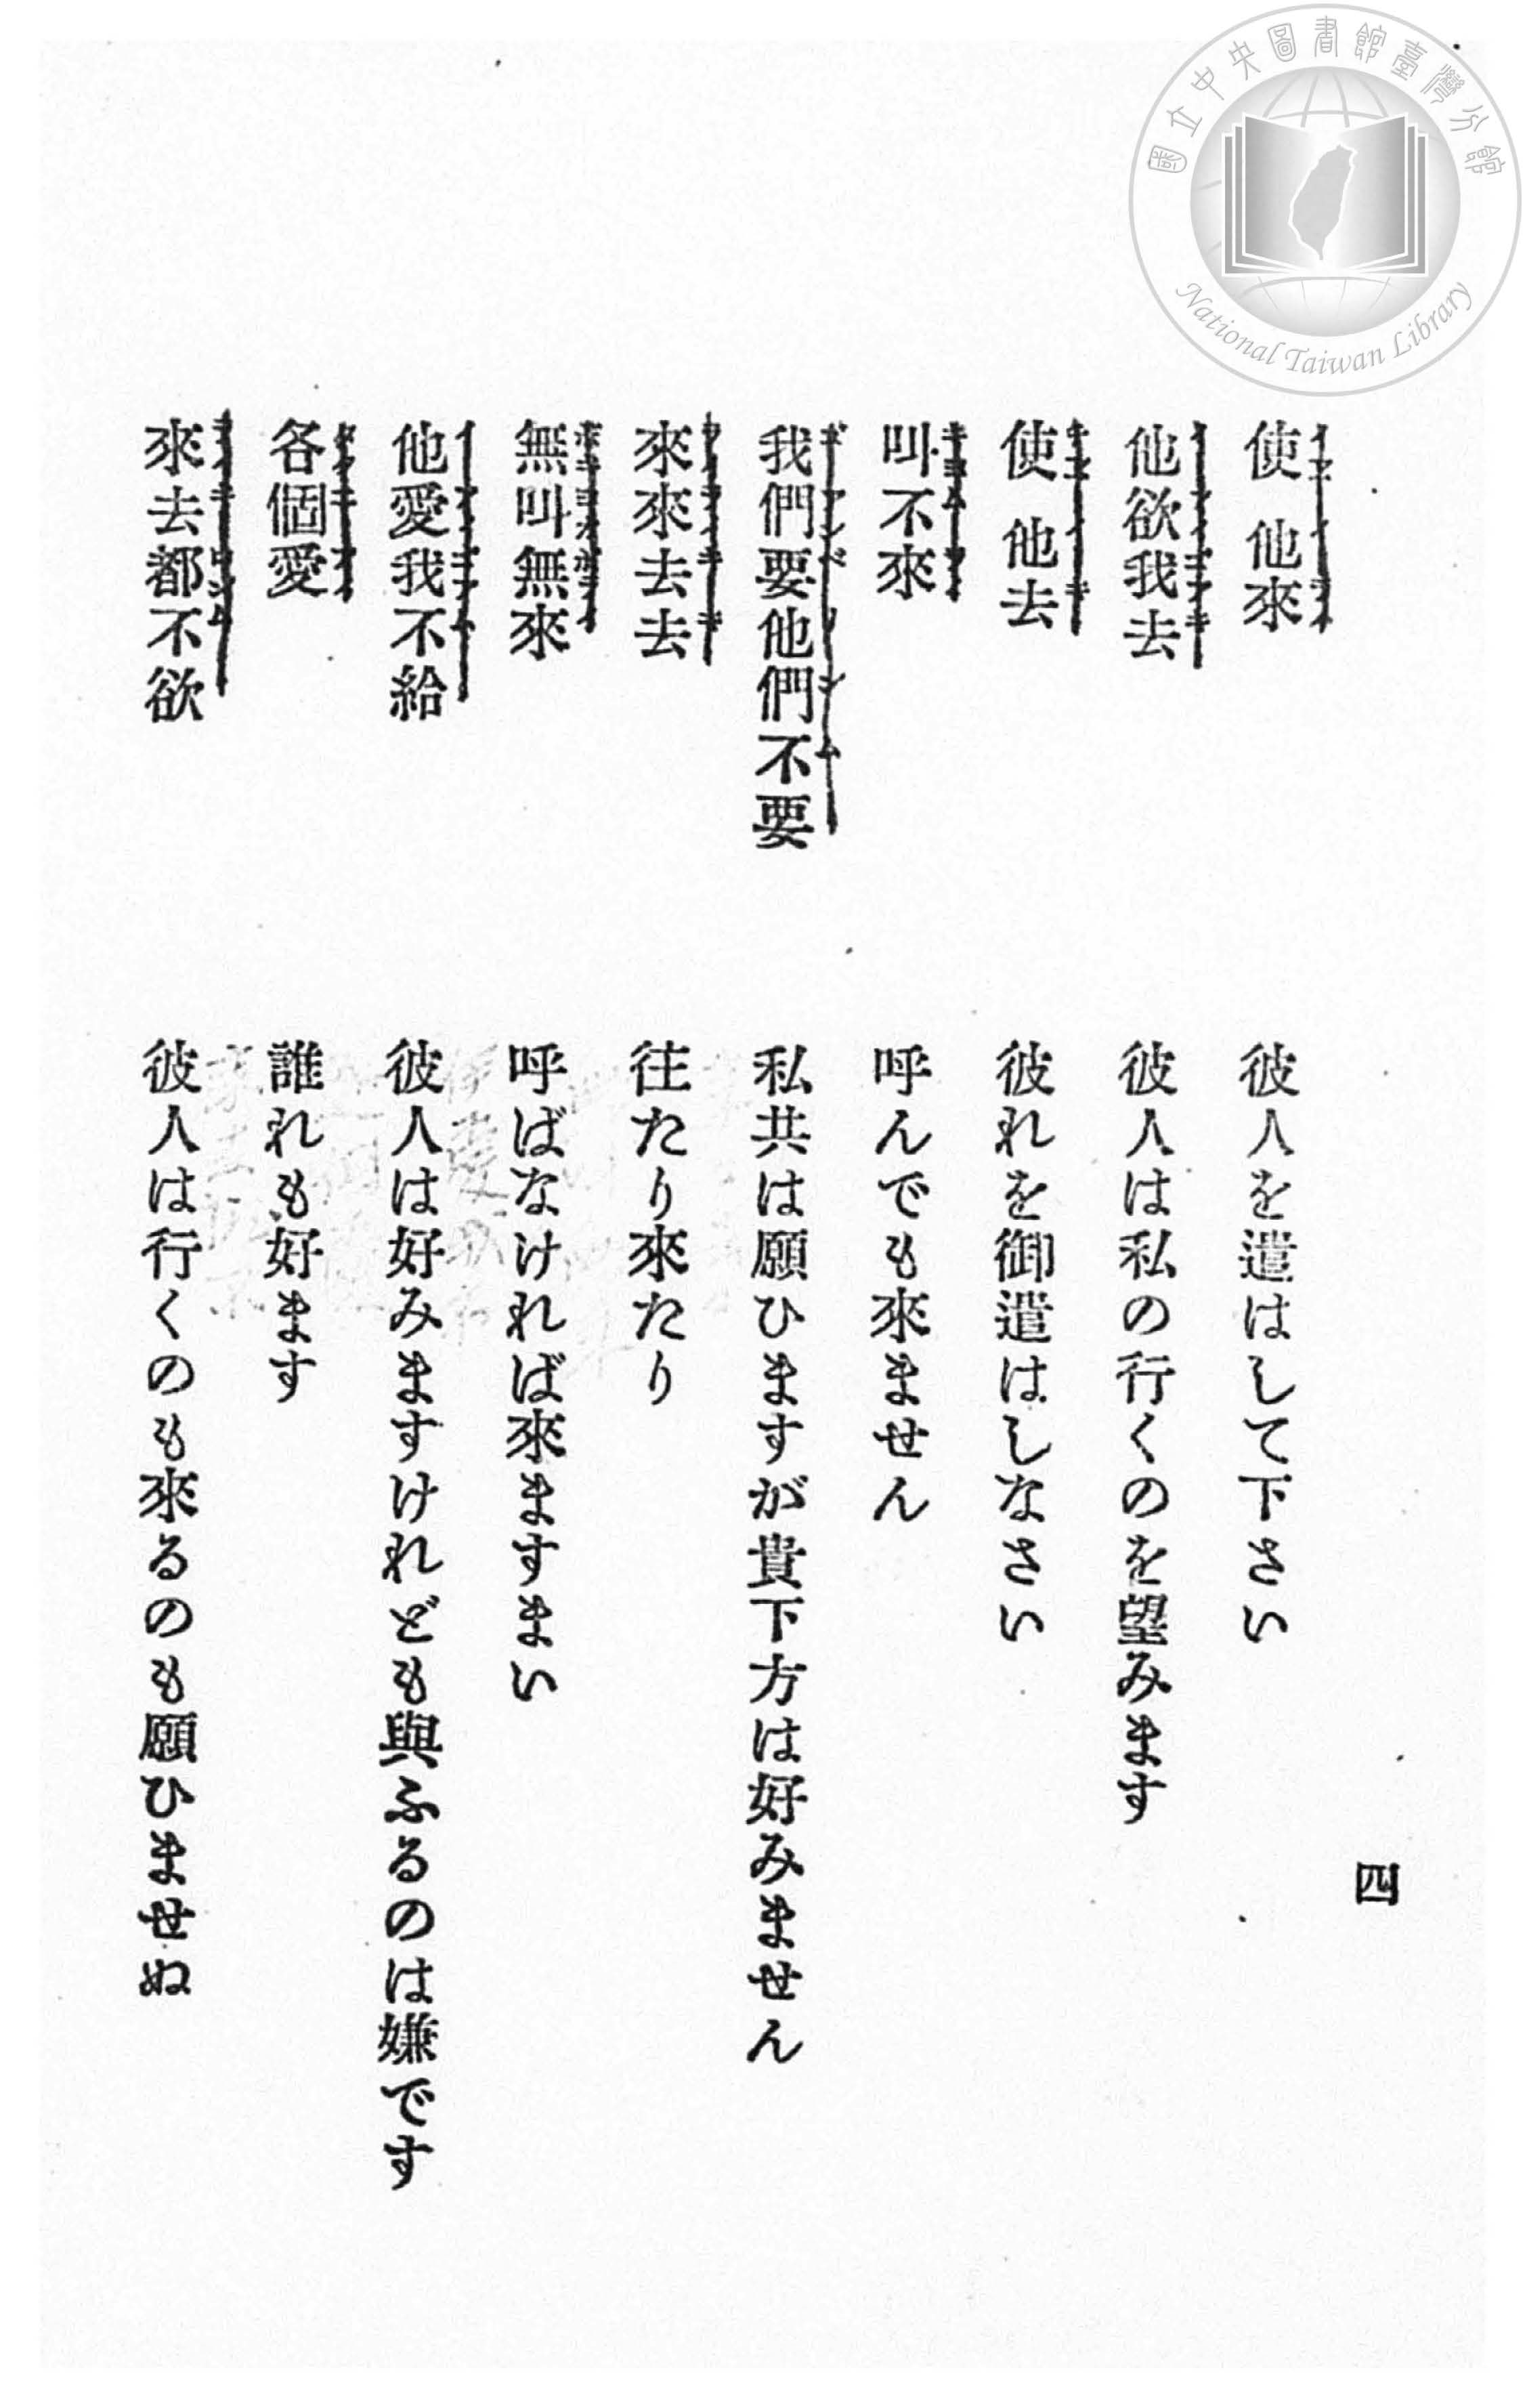 國立中央圖書館臺灣分館
National Taiwan Library
四
使 他來
彼人を遣はして下さい
他欲我去
彼人は私の行くのを望みます
使 他去
彼れを御遣はしなさい
叫不來
呼んでも來ません
我們要他們不要
私共は願ひますが貴下方は好みません
來來去去
往たり來たり
無叫無來
呼ばなければ來ますまい
他愛我不給
彼人は好みますけれども與ふるのは嫌です
各個愛
誰れも好ます
來去都不欲
彼人は行くのも來るのも願ひませぬ